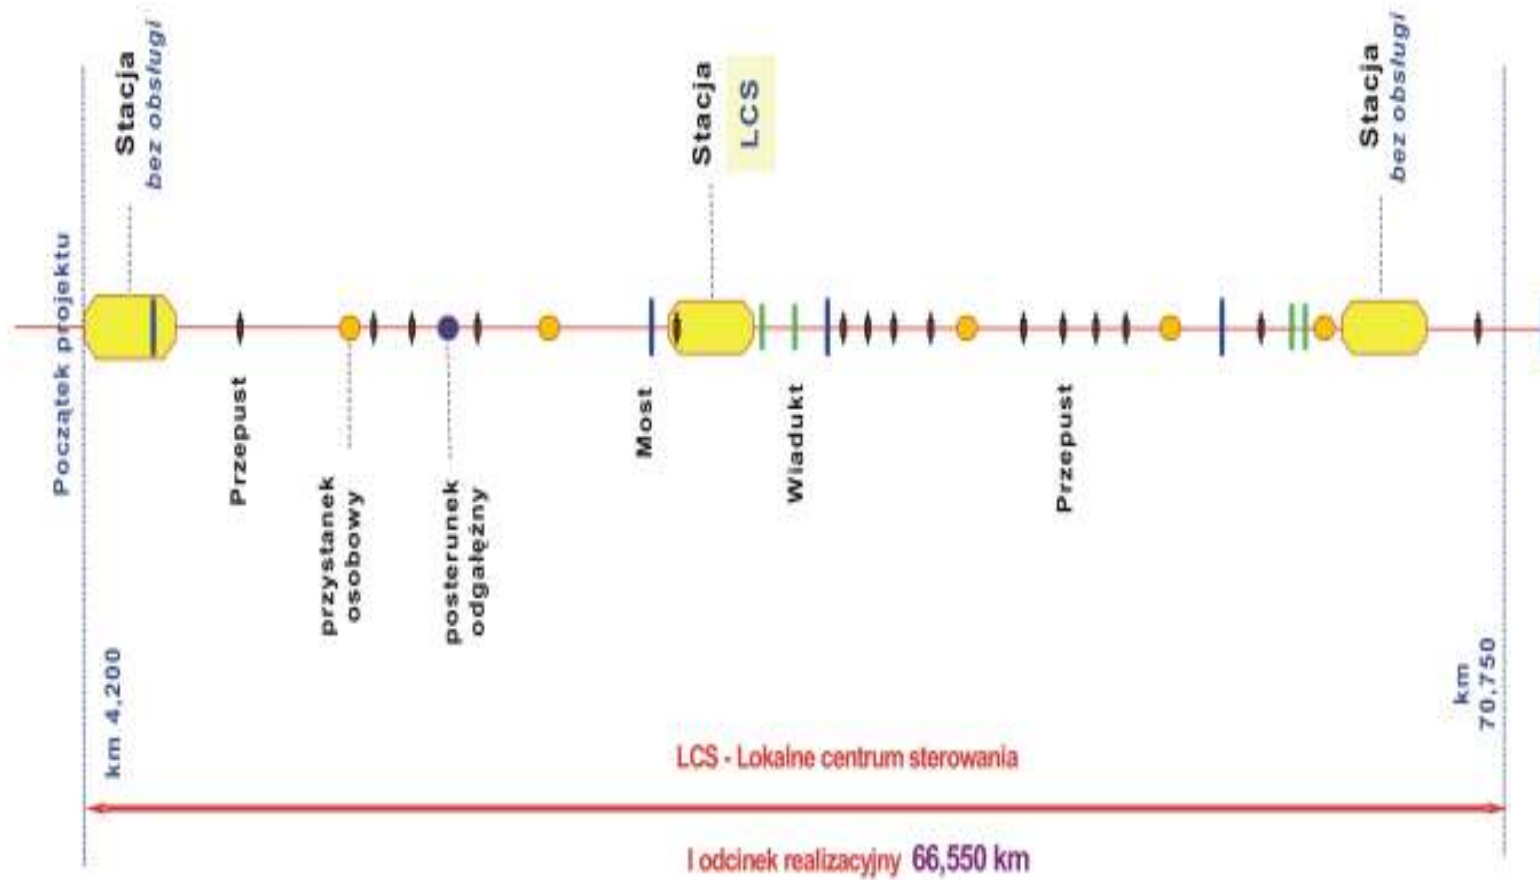 Początek projektu
Stacja
bez obsługi
Stacja
LCS
Stacja
bez obsługi
Przepust
przystanek
osobowy
posterunek
odgałęźny
Most
Wiadukt
Przepust
km 4,200
km
70,750
LCS - Lokalne centrum sterowania
I odcinek realizacyjny 66,550 km